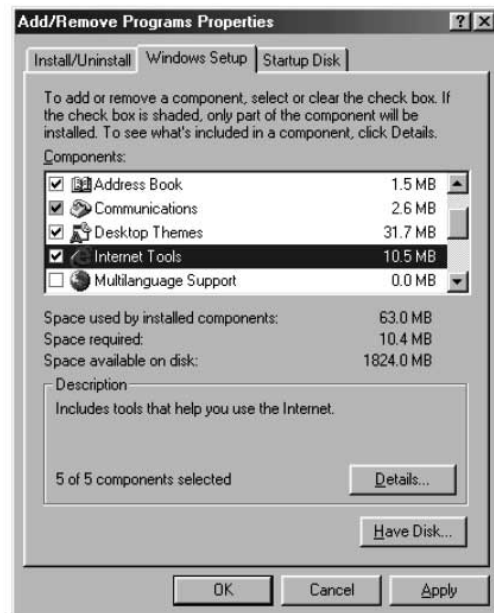 Add/Remove Programs Properties
? ×
Install/Uninstall Windows Setup Startup Disk
To add or remove a component, select or clear the check box. If
the check box is shaded, only part of the component will be
installed. To see what's included in a component, click Details.
Components:
Address Book 1.5 MB
Communications 2.6 MB
Desktop Themes 31.7 MB
Internet Tools 10.5 MB
Multilanguage Support 0.0 MB
Space used by installed components: 63.0 MB
Space required: 10.4 MB
Space available on disk: 1824.0 MB
Description
Includes tools that help you use the Internet.
5 of 5 components selected
Details...
Have Disk...
OK Cancel Apply